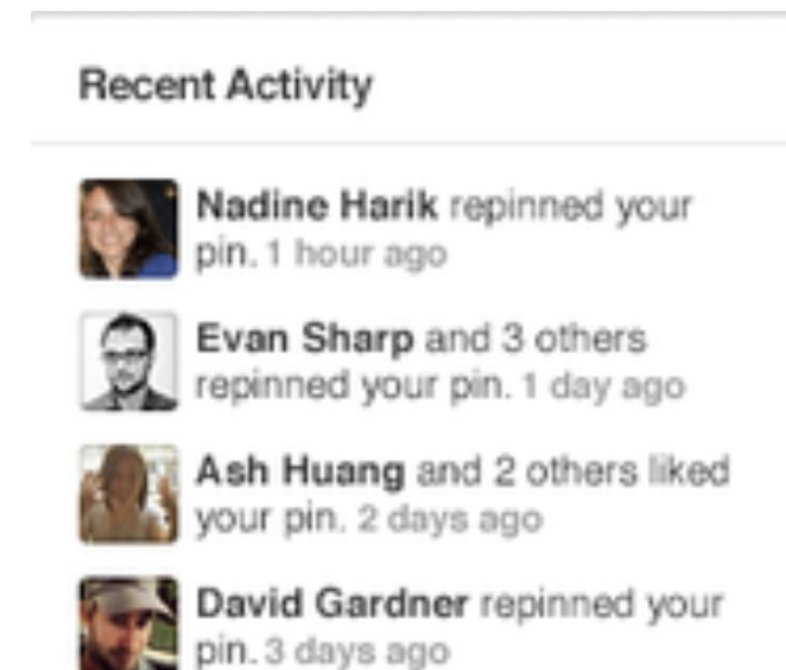 Recent Activity
Nadine Harik repinned your
pin. 1 hour ago
Evan Sharp and 3 others
repinned your pin. 1 day ago
Ash Huang and 2 others liked
your pin. 2 days ago
David Gardner repinned your
pin. 3 days ago